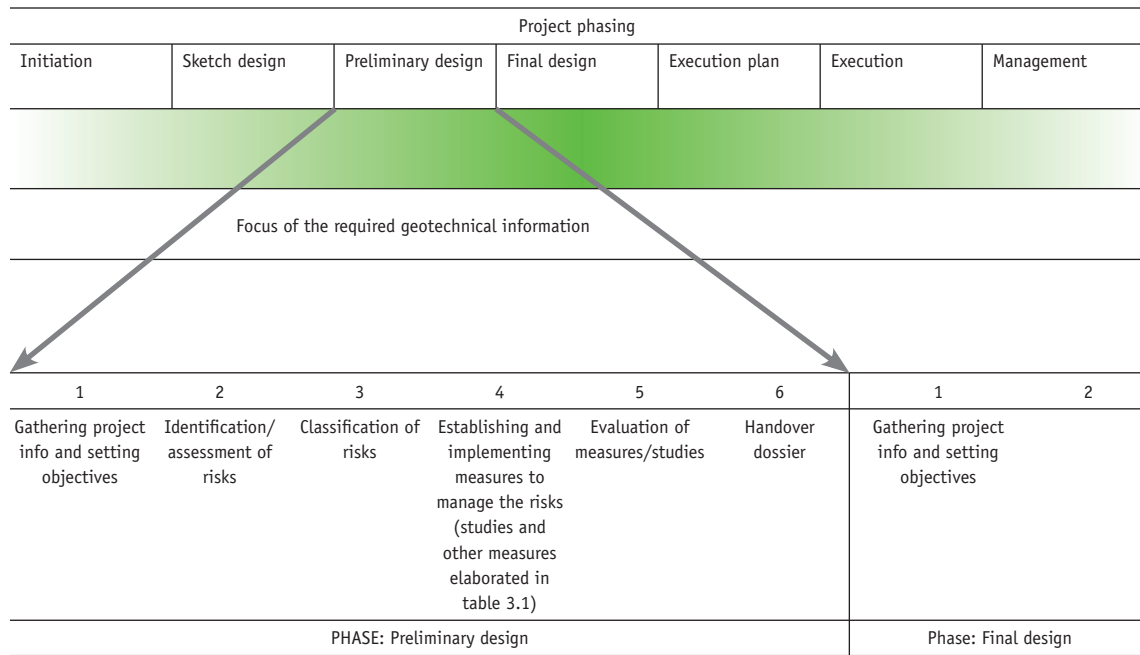 Project phasing
Initiation
Sketch design
Preliminary design
Final design
Execution plan
Execution
Management
Focus of the required geotechnical information
1
2
3
4
5
6
1
2
Gathering project
info and setting
objectives
Identification/
assessment of
risks
Classification of
risks
Establishing and
implementing
measures to
manage the risks
(studies and
other measures
elaborated in
table 3.1)
Evaluation of
measures/studies
Handover
dossier
Gathering project
info and setting
objectives
PHASE: Preliminary design
Phase: Final design